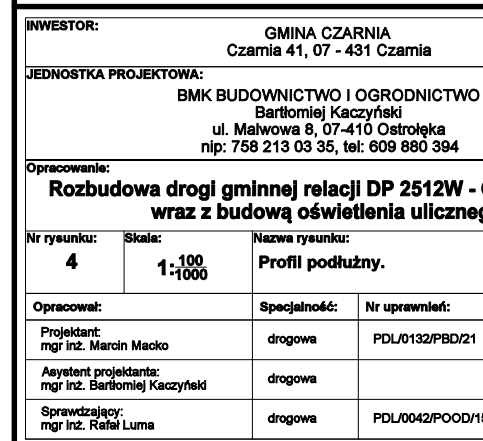 INWESTOR:
GMINA CZARNIA
Czarnia 41, 07 - 431 Czarnia
JEDNOSTKA PROJEKTOWA:
BMK BUDOWNICTWO I OGRODNICTWO
Bartłomiej Kaczyński
ul. Malwowa 8, 07-410 Ostrołęka
nip: 758 213 03 35, tel: 609 880 394
Opracowanie:
Rozbudowa drogi gminnej relacji DP 2512W -
wraz z budową oświetlenia
Nr rysunku: Skala: Nazwa rysunku:
4 1:100/1000 Profil podłużny.
Opracował: Specjalność: Nr uprawnień:
Projektant:
mgr inż. Marcin Macko drogowa PDL/0132/PBD/21
Asystent projektanta:
mgr inż. Bartłomiej Kaczyński drogowa
Sprawdzający:
mgr inż. Rafał Luma drogowa PDL/0042/POOD/15